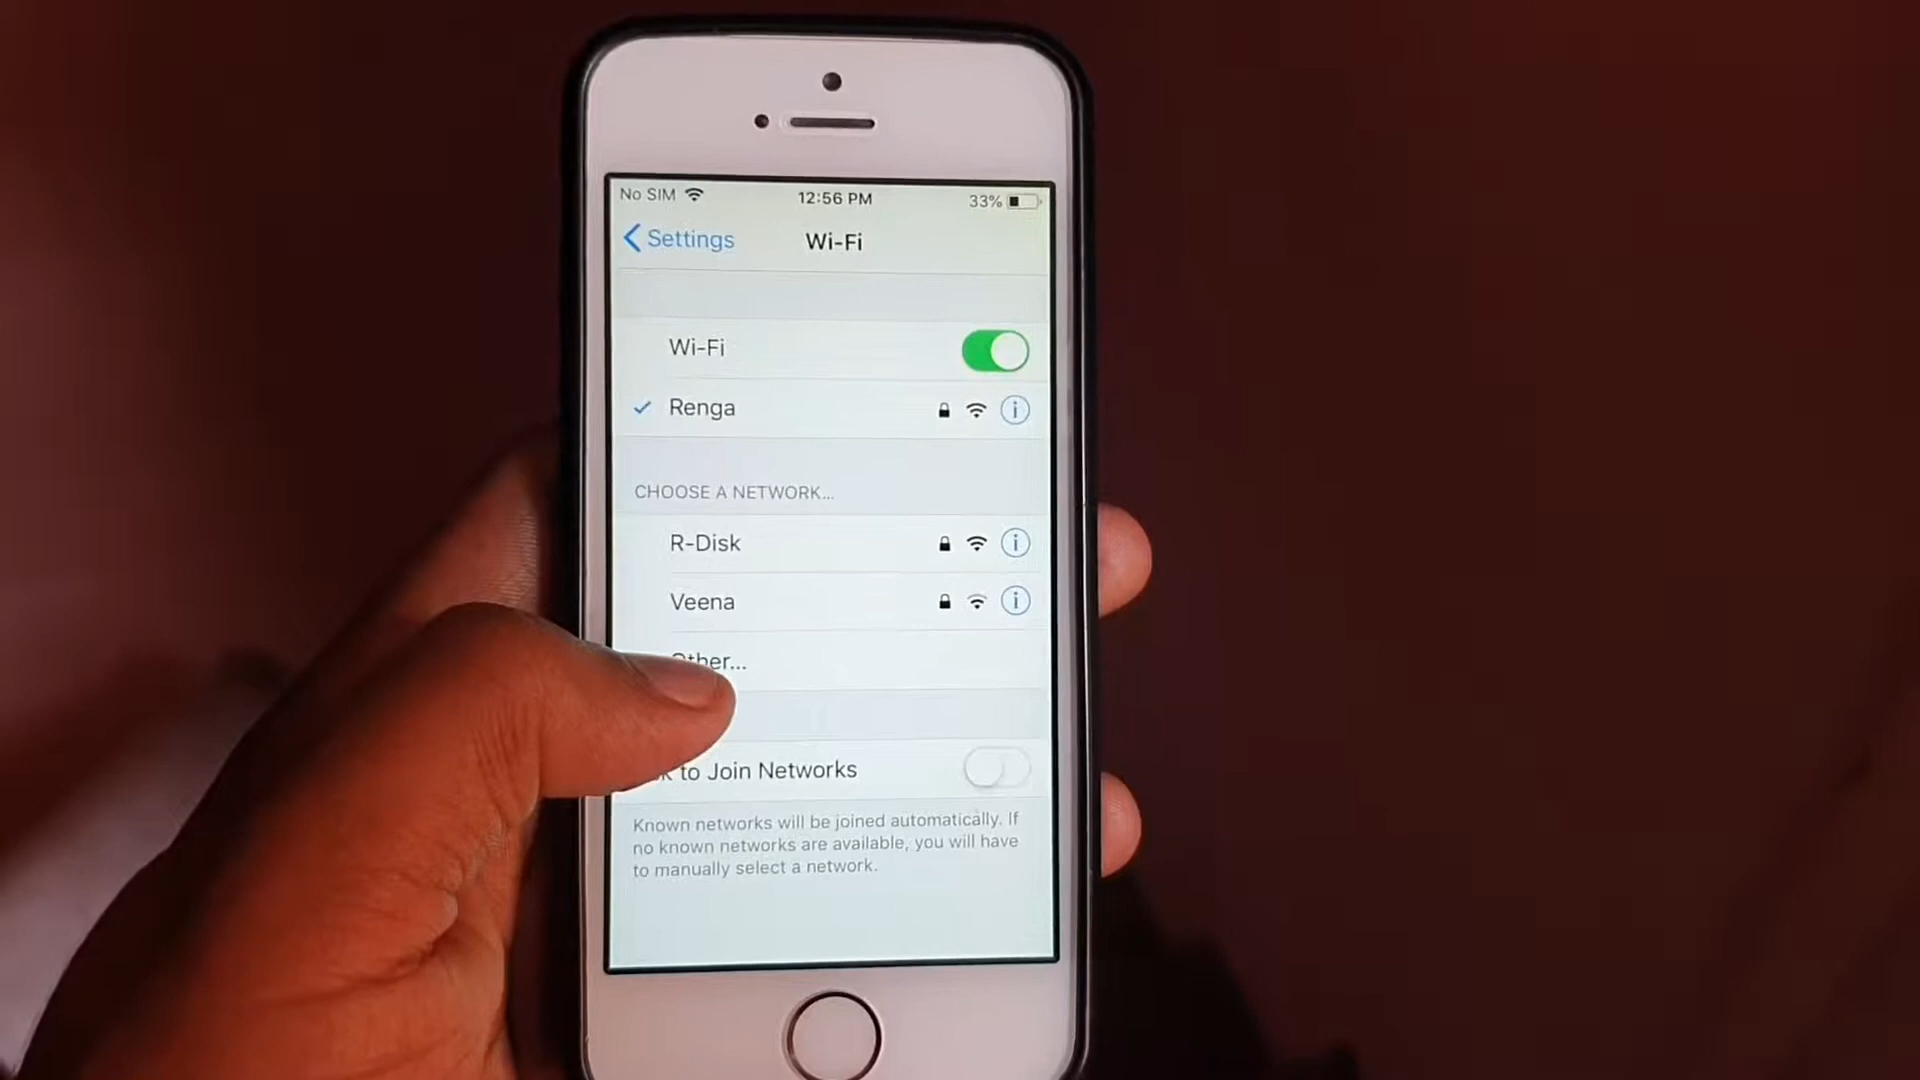 No SIM 12:56 PM 33%
Settings Wi-Fi
Wi-Fi
Renga
CHOOSE A NETWORK...
R-Disk
Veena
Other...
to Join Networks
Known networks will be joined automatically. If
no known networks are available, you will have
to manually select a network.